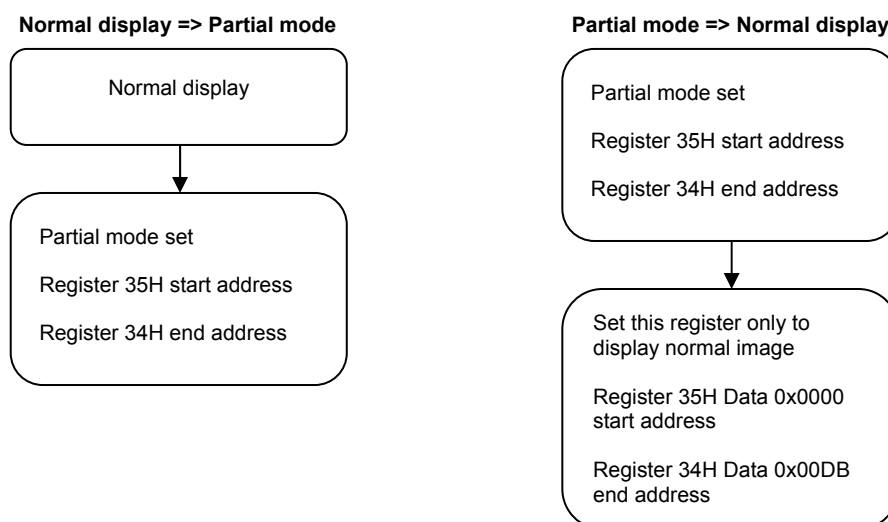 Normal display => Partial mode
Normal display
Partial mode set
Register 35H start address
Register 34H end address
Partial mode => Normal display
Partial mode set
Register 35H start address
Register 34H end address
Set this register only to
display normal image
Register 35H Data 0x0000
start address
Register 34H Data 0x00DB
end address